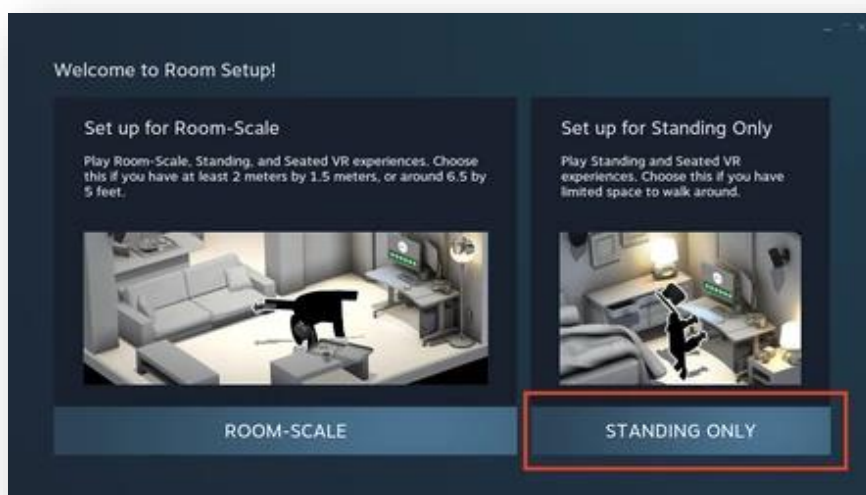 Welcome to Room Setup!
Set up for Room-Scale
Play Room-Scale, Standing, and Seated VR experiences. Choose
this if you have at least 2 meters by 1.5 meters, or around 6.5 by
5 feet.
ROOM-SCALE
Set up for Standing Only
Play Standing and Seated VR
experiences. Choose this if you have
limited space to walk around.
STANDING ONLY